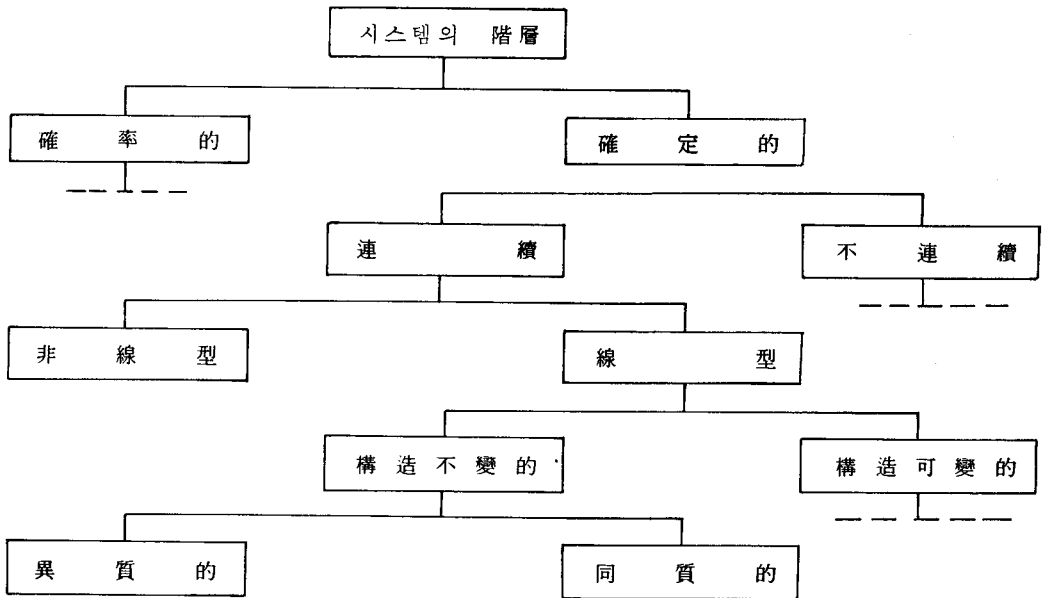 시스템의 階層
確率的
確定的
連續
不連續
非線型
線型
構造不變的
構造可變的
異質的
同質的